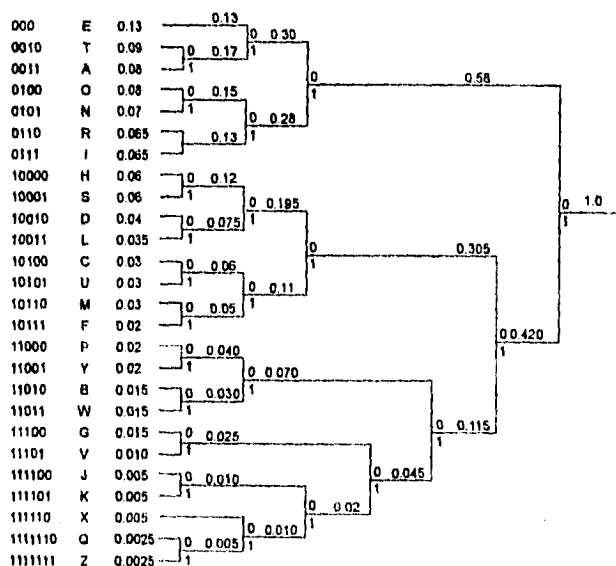 000 E 0.13 0.13
0 0.30
0010 T 0.09 0 0.17 1
0011 A 0.08 1
0 0.58
0100 O 0.08 0 0.15 1
0101 N 0.07 1 0 0.28
0110 R 0.065 0.13 1
0111 I 0.065
10000 H 0.06 0 0.12
10001 S 0.06 1 0 0.195 0 1.0
10010 D 0.04 0 0.075 1 1
10011 L 0.035 1
0 0.305
10100 C 0.03 0 0.06 1
10101 U 0.03 1 0 0.11
10110 M 0.03 0 0.05 1
10111 F 0.02 1 0 0.420
11000 P 0.02 0 0.040 1
11001 Y 0.02 1 0 0.070
11010 B 0.015 0 0.030 1
11011 W 0.015 1
11100 G 0.015 0 0.025 0 0.115
11101 V 0.010 1 1
111100 J 0.005 0 0.010 0 0.045
111101 K 0.005 1 1
111110 X 0.005 0 0.02
0 0.010 1
1111110 Q 0.0025 0 0.005 1
1111111 Z 0.0025 1